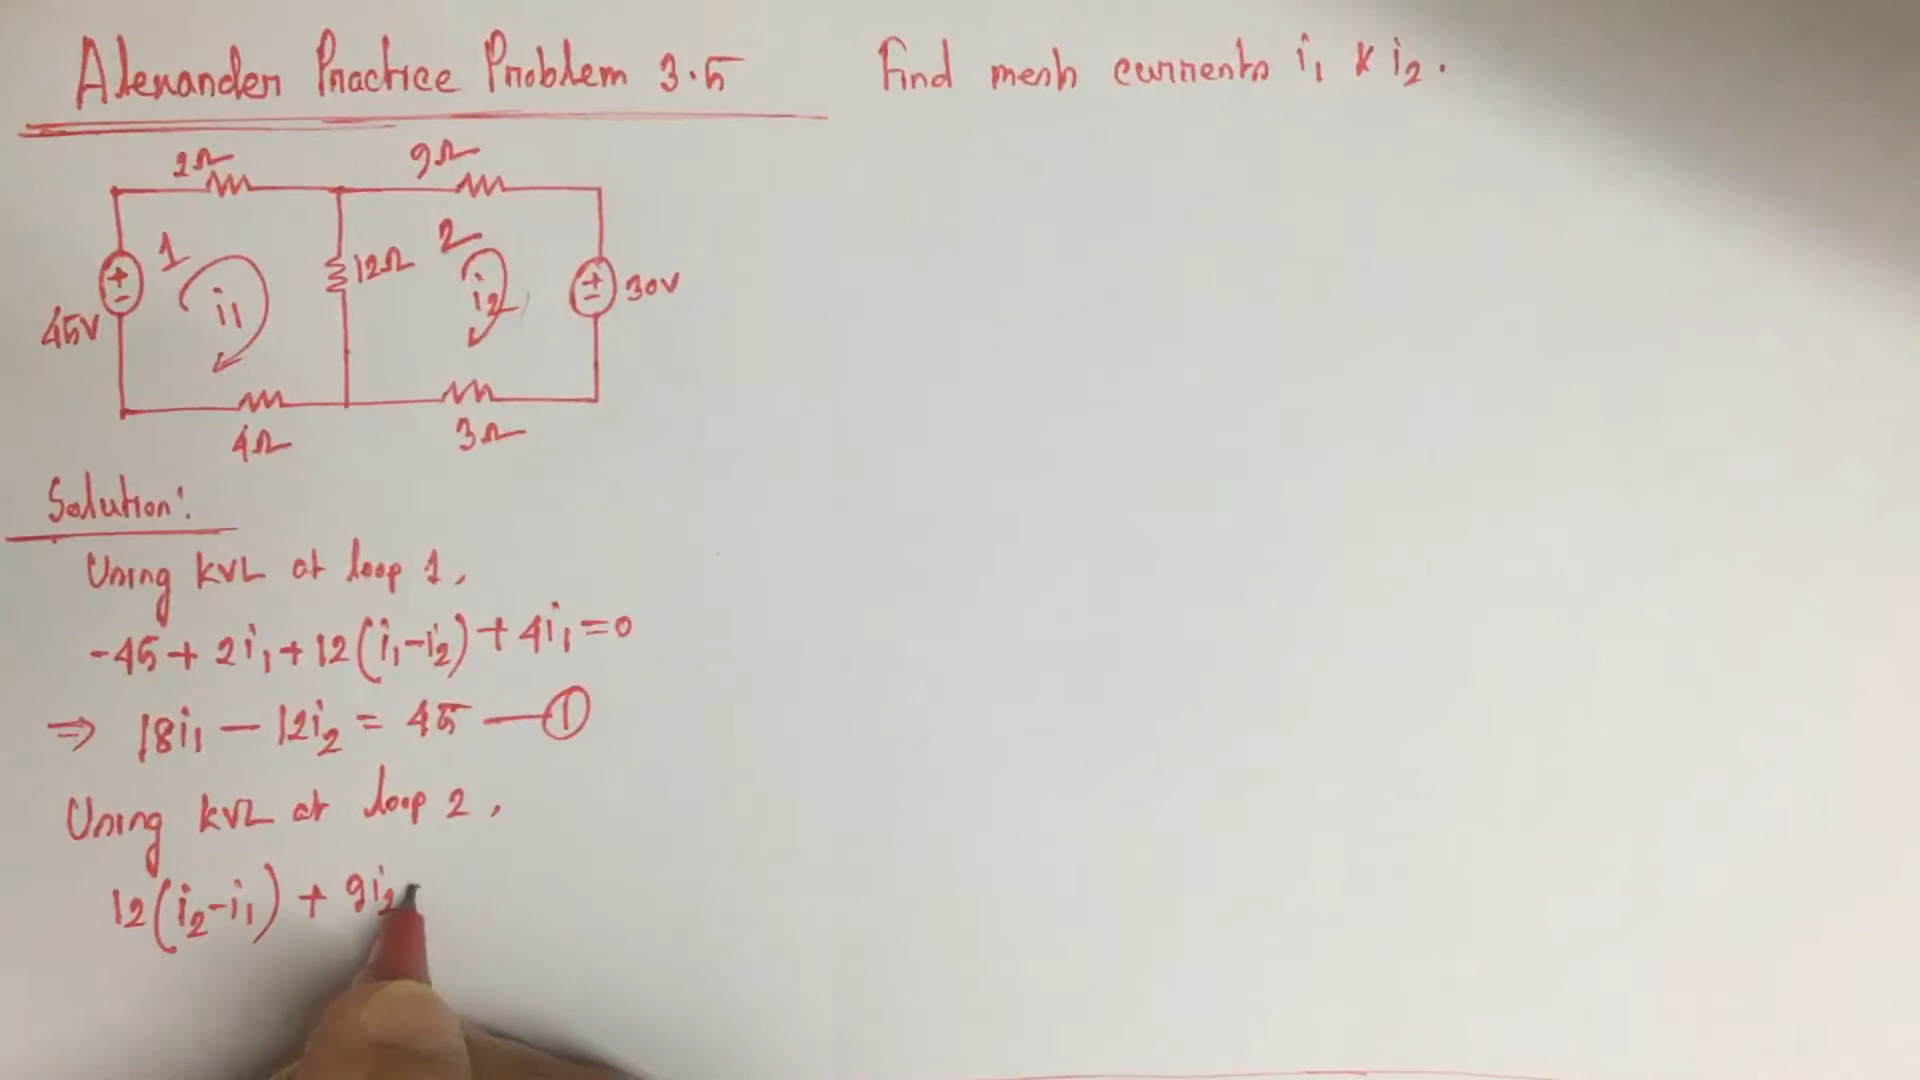 Alexander Practice Problem 3.5
Find mesh currents i₁ & i₂.
2Ω
9Ω
1
2
12Ω
i₁
i₂
+
-
+
-
30V
45V
4Ω
3Ω
Solution:
Using KVL at loop 1,
-45 + 2i₁ + 12(i₁-i₂) + 4i₁ = 0
⇒ 18i₁ - 12i₂ = 45 — ①
Using KVL at loop 2,
12(i₂-i₁) + 9i₂